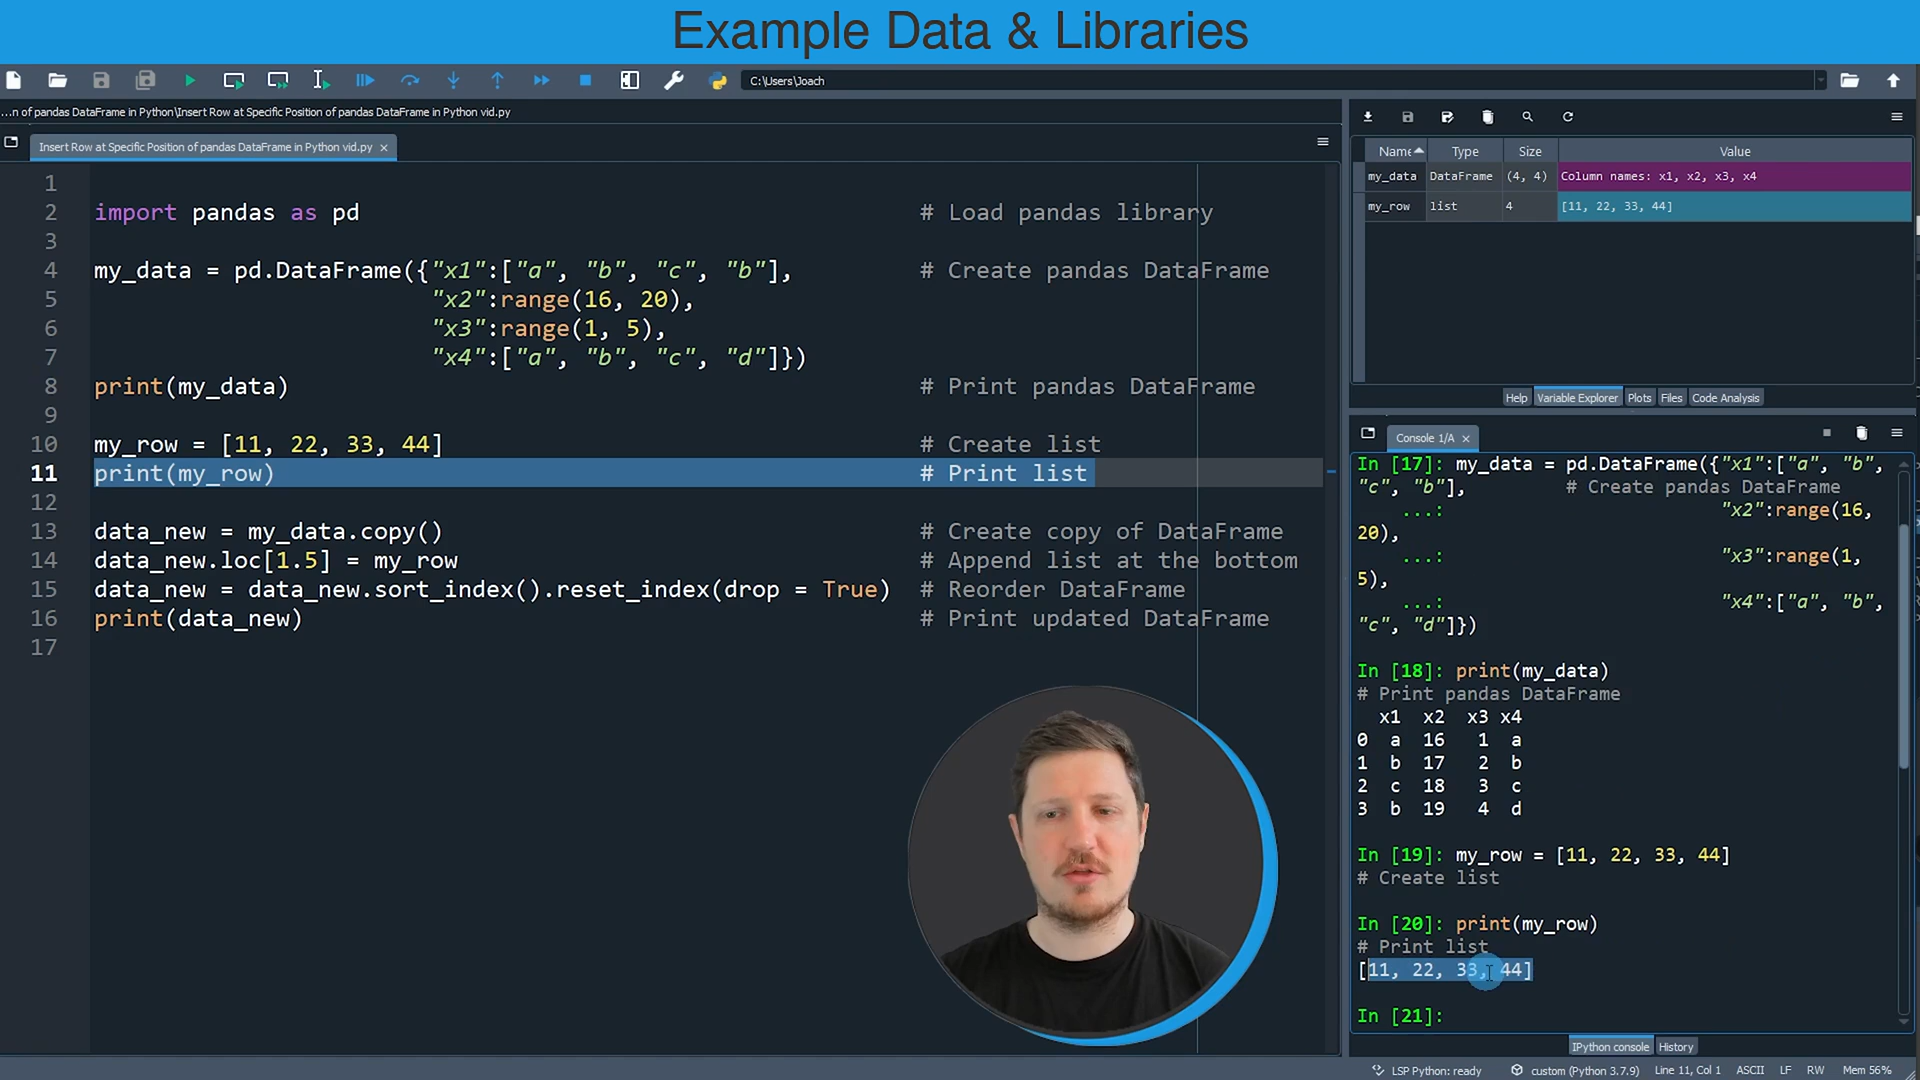 Example Data & Libraries
C:\Users\Joach
...n of pandas DataFrame in Python\Insert Row at Specific Position of pandas DataFrame in Python vid.py
Insert Row at Specific Position of pandas DataFrame in Python vid.py
1
2 import pandas as pd # Load pandas library
3
4 my_data = pd.DataFrame({"x1":["a", "b", "c", "b"], # Create pandas DataFrame
5 "x2":range(16, 20),
6 "x3":range(1, 5),
7 "x4":["a", "b", "c", "d"]})
8 print(my_data) # Print pandas DataFrame
9
10 my_row = [11, 22, 33, 44] # Create list
11 print(my_row) # Print list
12
13 data_new = my_data.copy() # Create copy of DataFrame
14 data_new.loc[1.5] = my_row # Append list at the bottom
15 data_new = data_new.sort_index().reset_index(drop = True) # Reorder DataFrame
16 print(data_new) # Print updated DataFrame
17
Name Type Size Value
my_data DataFrame (4, 4) Column names: x1, x2, x3, x4
my_row list 4 [11, 22, 33, 44]
Help Variable Explorer Plots Files Code Analysis
Console 1/A
In [17]: my_data = pd.DataFrame({"x1":["a", "b",
"c", "b"], # Create pandas DataFrame
...: "x2":range(16,
20),
...: "x3":range(1,
5),
...: "x4":["a", "b",
"c", "d"]})
In [18]: print(my_data)
# Print pandas DataFrame
x1 x2 x3 x4
0 a 16 1 a
1 b 17 2 b
2 c 18 3 c
3 b 19 4 d
In [19]: my_row = [11, 22, 33, 44]
# Create list
In [20]: print(my_row)
# Print list
[11, 22, 33, 44]
In [21]:
IPython console History
LSP Python: ready custom (Python 3.7.9) Line 11, Col 1 ASCII LF RW Mem 56%